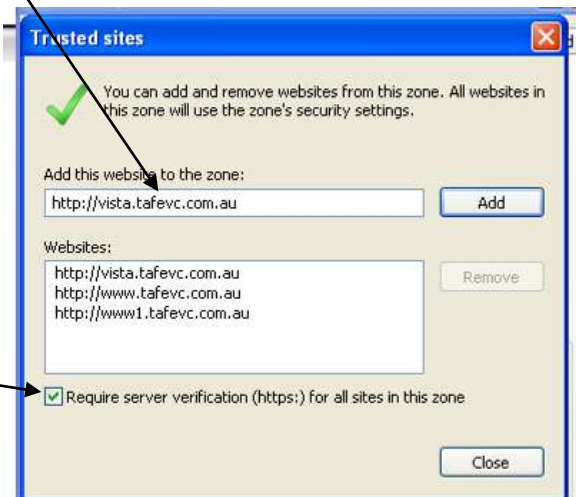 Trusted sites
You can add and remove websites from this zone. All websites in
this zone will use the zone's security settings.
Add this website to the zone:
http://vista.tafevc.com.au
Add
Websites:
http://vista.tafevc.com.au
http://www.tafevc.com.au
http://www1.tafevc.com.au
Remove
Require server verification (https:) for all sites in this zone
Close